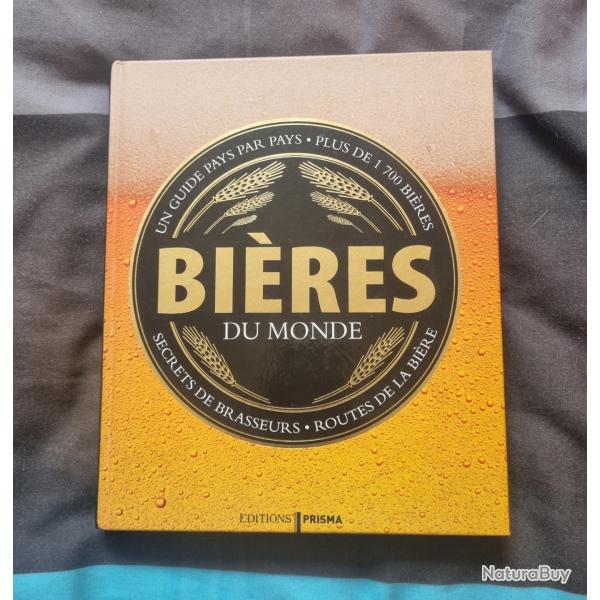 UN GUIDE PAYS PAR PAYS • PLUS DE 1 700 BIÈRES
BIÈRES
DU MONDE
SECRETS DE BRASSEURS • ROUTES DE LA BIÈRE
EDITIONS PRISMA
NaturaBuy